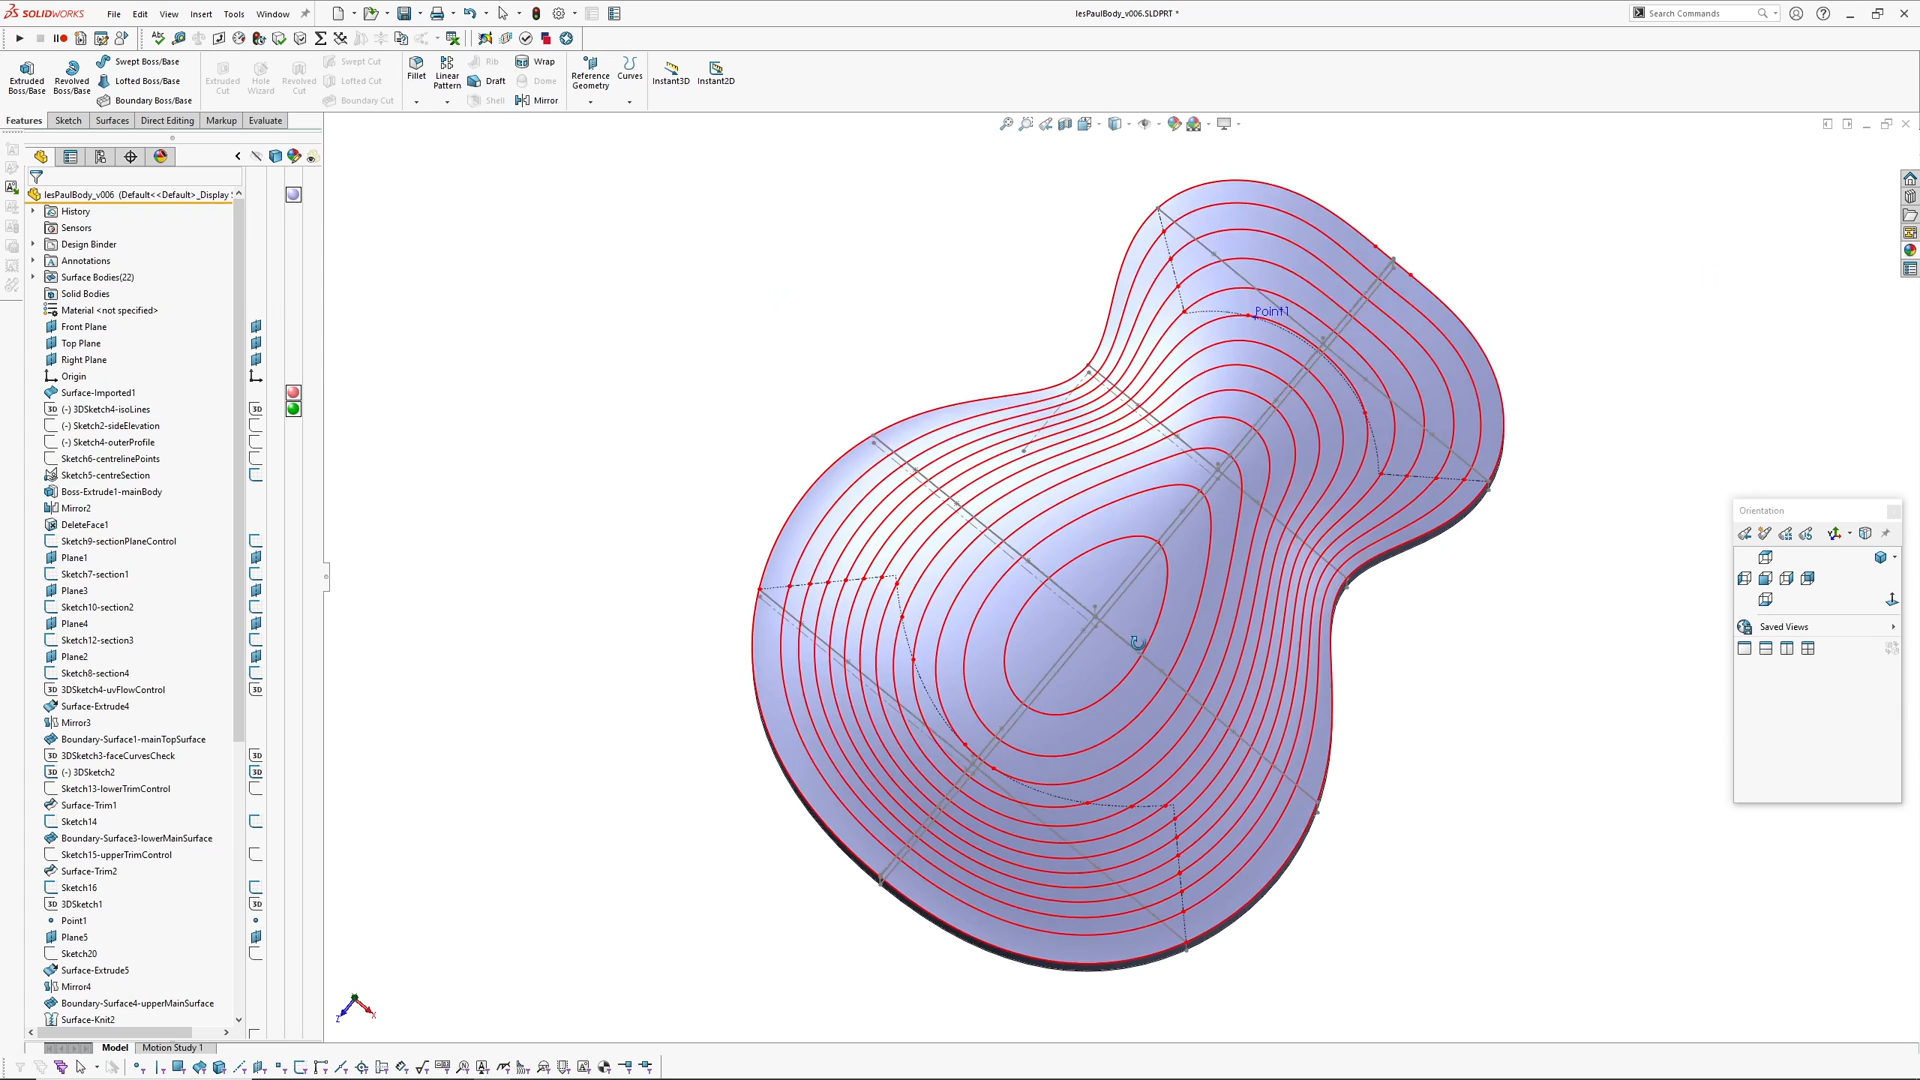 SOLIDWORKS File Edit View Insert Tools Window lesPaulBody_v006.SLDPRT * Search Commands
Extruded Boss/Base
Revolved Boss/Base
Swept Boss/Base
Lofted Boss/Base
Boundary Boss/Base
Extruded Cut
Hole Wizard
Revolved Cut
Swept Cut
Lofted Cut
Boundary Cut
Fillet
Linear Pattern
Rib
Draft
Shell
Wrap
Dome
Mirror
Reference Geometry
Curves
Instant3D
Instant2D
Features Sketch Surfaces Direct Editing Markup Evaluate
lesPaulBody_v006 (Default<<Default>_Display
History
Sensors
Design Binder
Annotations
Surface Bodies(22)
Solid Bodies
Material <not specified>
Front Plane
Top Plane
Right Plane
Origin
Surface-Imported1
(-) 3DSketch4-isoLines
(-) Sketch2-sideElevation
(-) Sketch4-outerProfile
Sketch6-centrelinePoints
Sketch5-centreSection
Boss-Extrude1-mainBody
Mirror2
DeleteFace1
Sketch9-sectionPlaneControl
Plane1
Sketch7-section1
Plane3
Sketch10-section2
Plane4
Sketch12-section3
Plane2
Sketch8-section4
3DSketch4-uvFlowControl
Surface-Extrude4
Mirror3
Boundary-Surface1-mainTopSurface
3DSketch3-faceCurvesCheck
(-) 3DSketch2
Sketch13-lowerTrimControl
Surface-Trim1
Sketch14
Boundary-Surface3-lowerMainSurface
Sketch15-upperTrimControl
Surface-Trim2
Sketch16
3DSketch1
Point1
Plane5
Sketch20
Surface-Extrude5
Mirror4
Boundary-Surface4-upperMainSurface
Surface-Knit2
Point1
Orientation
Saved Views
Z
X
Model Motion Study 1